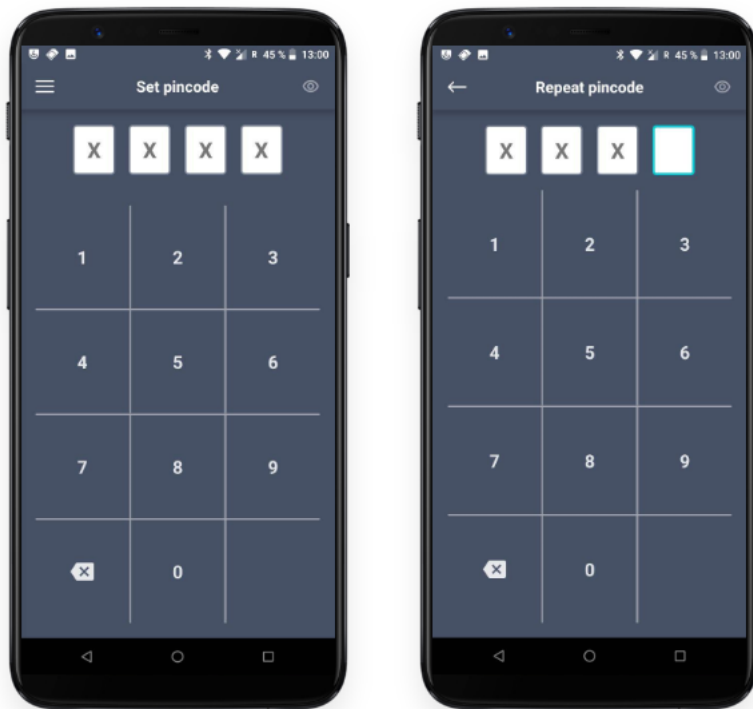 R 45 % 13:00
Set pincode
X X X X
1 2 3
4 5 6
7 8 9
0
R 45 % 13:00
Repeat pincode
X X X
1 2 3
4 5 6
7 8 9
0